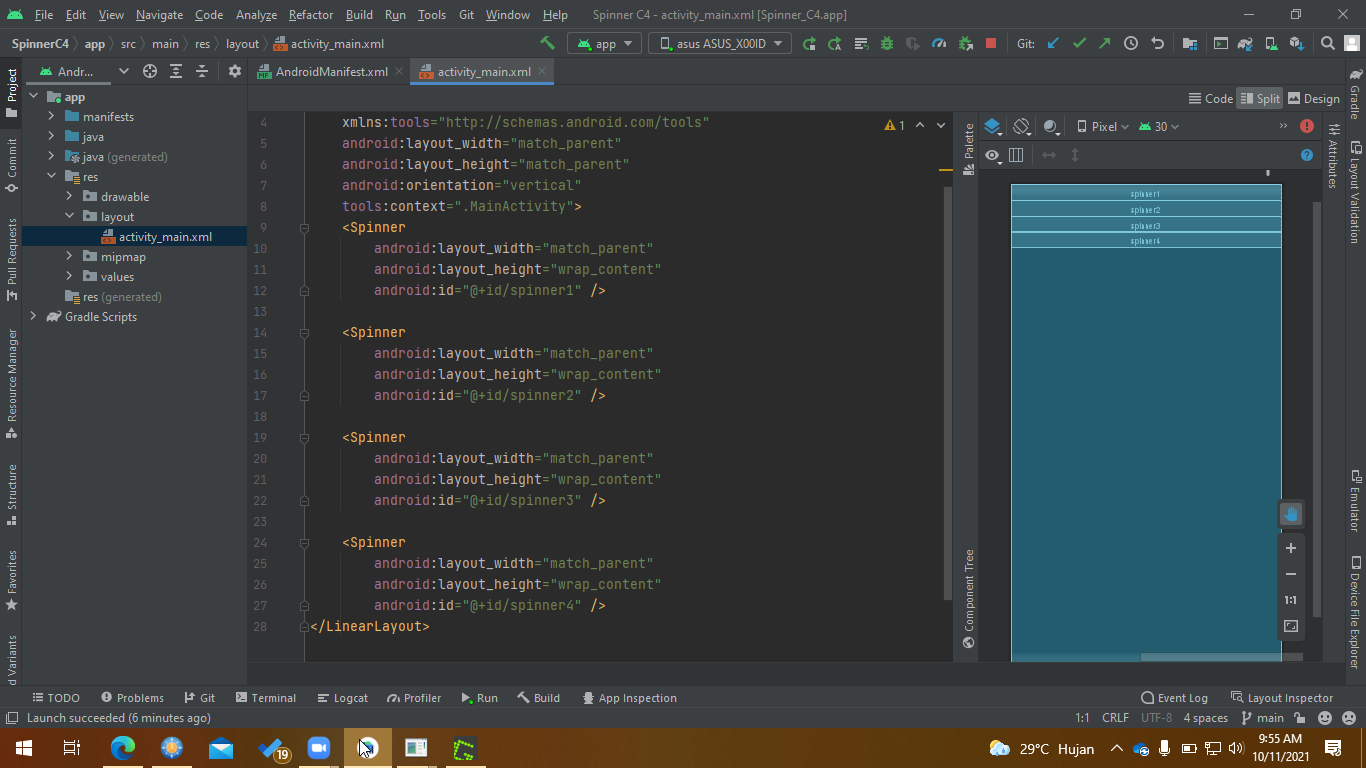 File Edit View Navigate Code Analyze Refactor Build Run Tools Git Window Help Spinner C4 - activity_main.xml [Spinner_C4.app]
SpinnerC4 app src main res layout activity_main.xml app asus ASUS_X00ID Git:
Andr... AndroidManifest.xml activity_main.xml
Code Split Design
Project
Commit
Pull Requests
Resource Manager
Structure
Favorites
d Variants
app
manifests
java
java (generated)
res
drawable
layout
activity_main.xml
mipmap
values
res (generated)
Gradle Scripts
4 xmlns:tools="http://schemas.android.com/tools"
5 android:layout_width="match_parent"
6 android:layout_height="match_parent"
7 android:orientation="vertical"
8 tools:context=".MainActivity">
9 <Spinner
10 android:layout_width="match_parent"
11 android:layout_height="wrap_content"
12 android:id="@+id/spinner1" />
13
14 <Spinner
15 android:layout_width="match_parent"
16 android:layout_height="wrap_content"
17 android:id="@+id/spinner2" />
18
19 <Spinner
20 android:layout_width="match_parent"
21 android:layout_height="wrap_content"
22 android:id="@+id/spinner3" />
23
24 <Spinner
25 android:layout_width="match_parent"
26 android:layout_height="wrap_content"
27 android:id="@+id/spinner4" />
28 </LinearLayout>
1
Palette
Component Tree
Pixel 30
spinner1
spinner2
spinner3
spinner4
1:1
Attributes
Gradle
Layout Validation
Emulator
Device File Explorer
TODO Problems Git Terminal Logcat Profiler Run Build App Inspection Event Log Layout Inspector
Launch succeeded (6 minutes ago) 1:1 CRLF UTF-8 4 spaces main
19 29°C Hujan 9:55 AM
10/11/2021